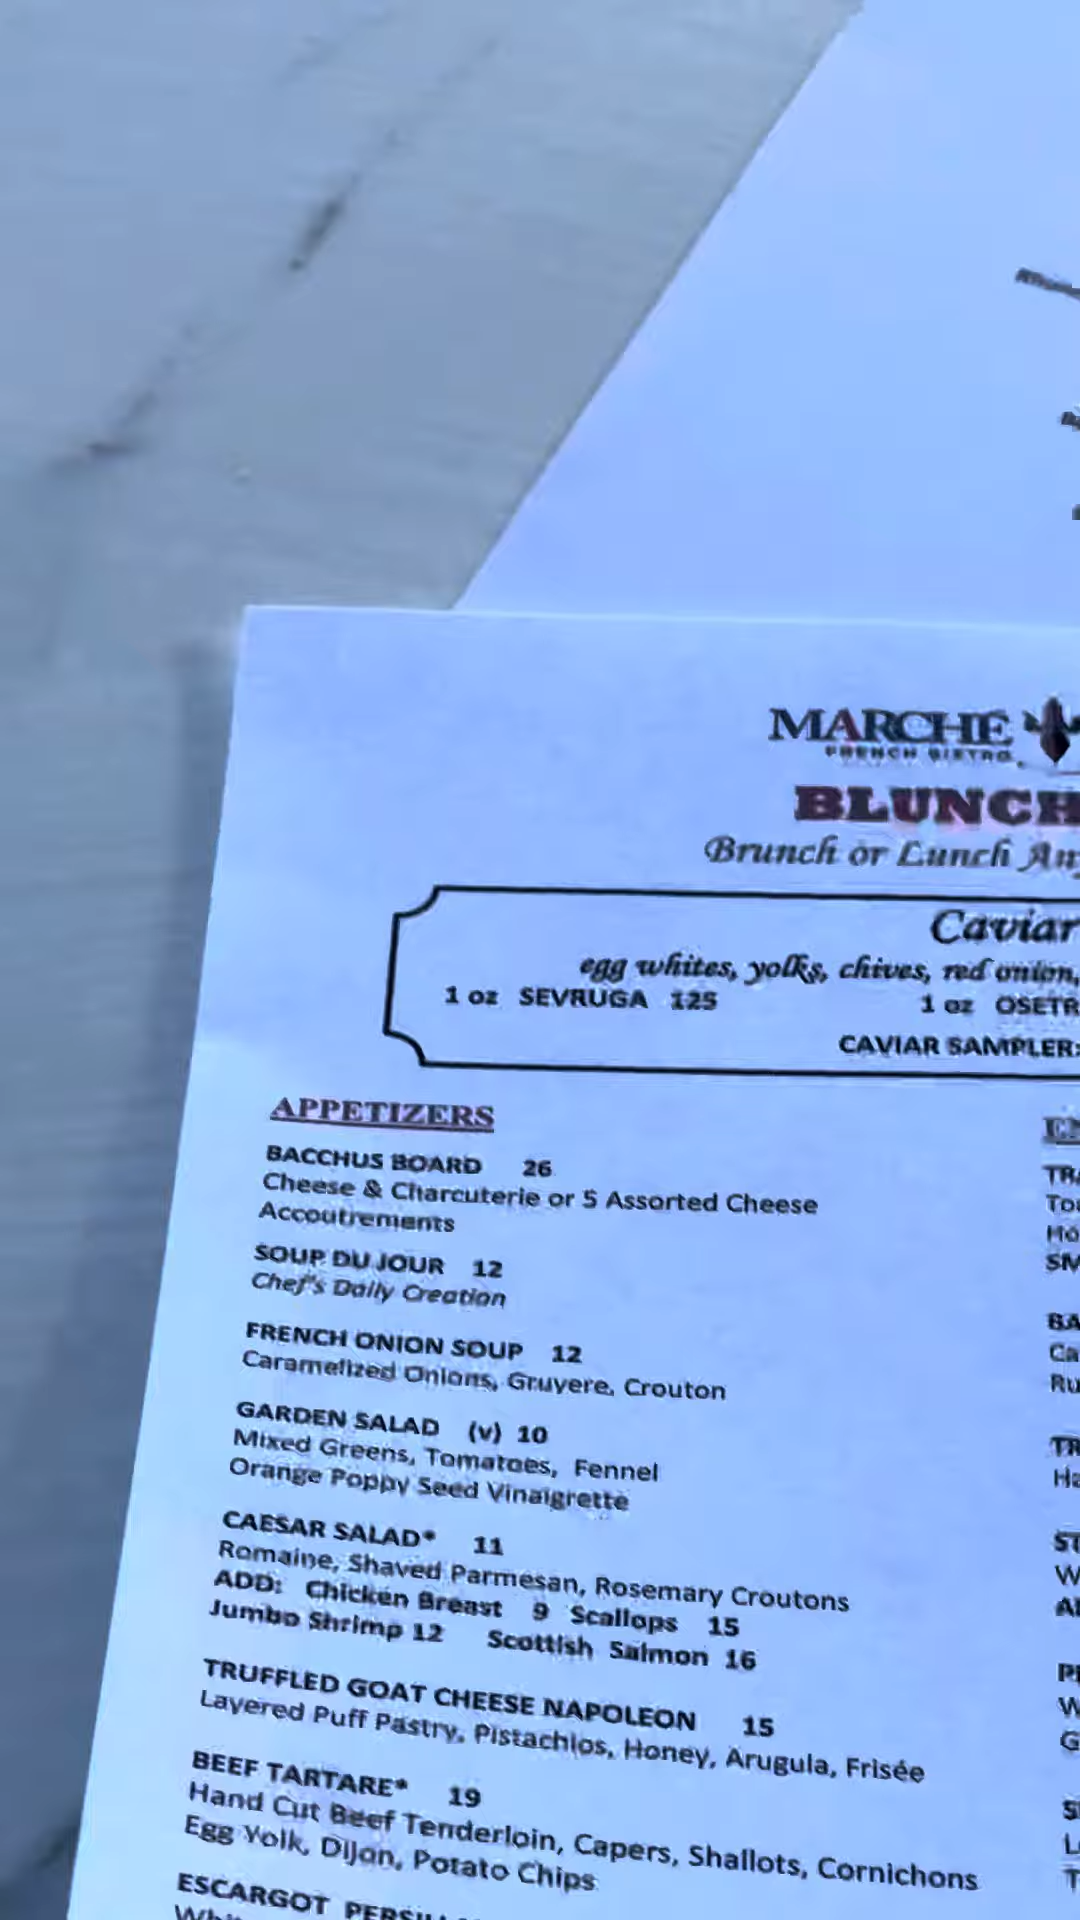 MARCHE
FRENCH BISTRO
BLUNCH
Brunch or Lunch
Caviar
egg whites, yolks, chives, red onion,
1 oz SEVRUGA 125
1 oz
CAVIAR SAMPLER:
APPETIZERS
BACCHUS BOARD 26
Cheese & Charcuterie or 5 Assorted Cheese
Accoutrements
SOUP DU JOUR 12
Chef's Daily Creation
FRENCH ONION SOUP 12
Caramelized Onions, Gruyere, Crouton
GARDEN SALAD (v) 10
Mixed Greens, Tomatoes, Fennel
Orange Poppy Seed Vinaigrette
CAESAR SALAD* 11
Romaine, Shaved Parmesan, Rosemary Croutons
ADD: Chicken Breast 9 Scallops 15
Jumbo Shrimp 12 Scottish Salmon 16
TRUFFLED GOAT CHEESE NAPOLEON 15
Layered Puff Pastry, Pistachios, Honey, Arugula, Frisée
BEEF TARTARE* 19
Hand Cut Beef Tenderloin, Capers, Shallots, Cornichons
Egg Yolk, Dijon, Potato Chips
ESCARGOT